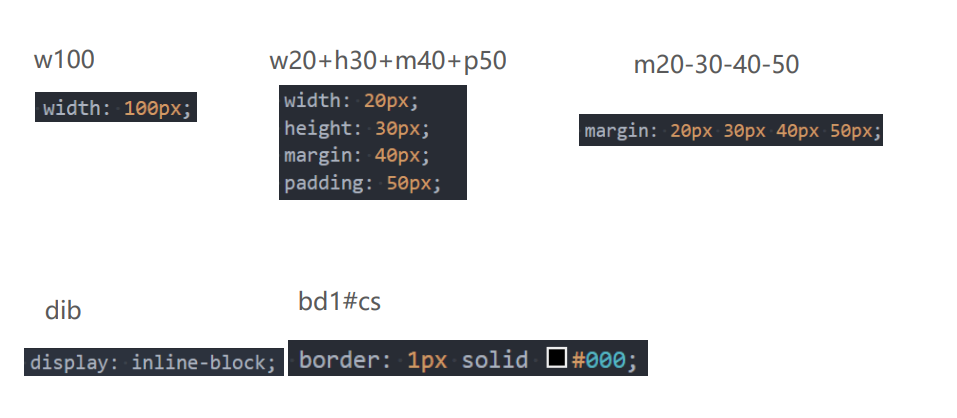 w100
width: 100px;
w20+h30+m40+p50
width: 20px;
height: 30px;
margin: 40px;
padding: 50px;
m20-30-40-50
margin: 20px 30px 40px 50px;
dib
display: inline-block;
bd1#cs
border: 1px solid #000;